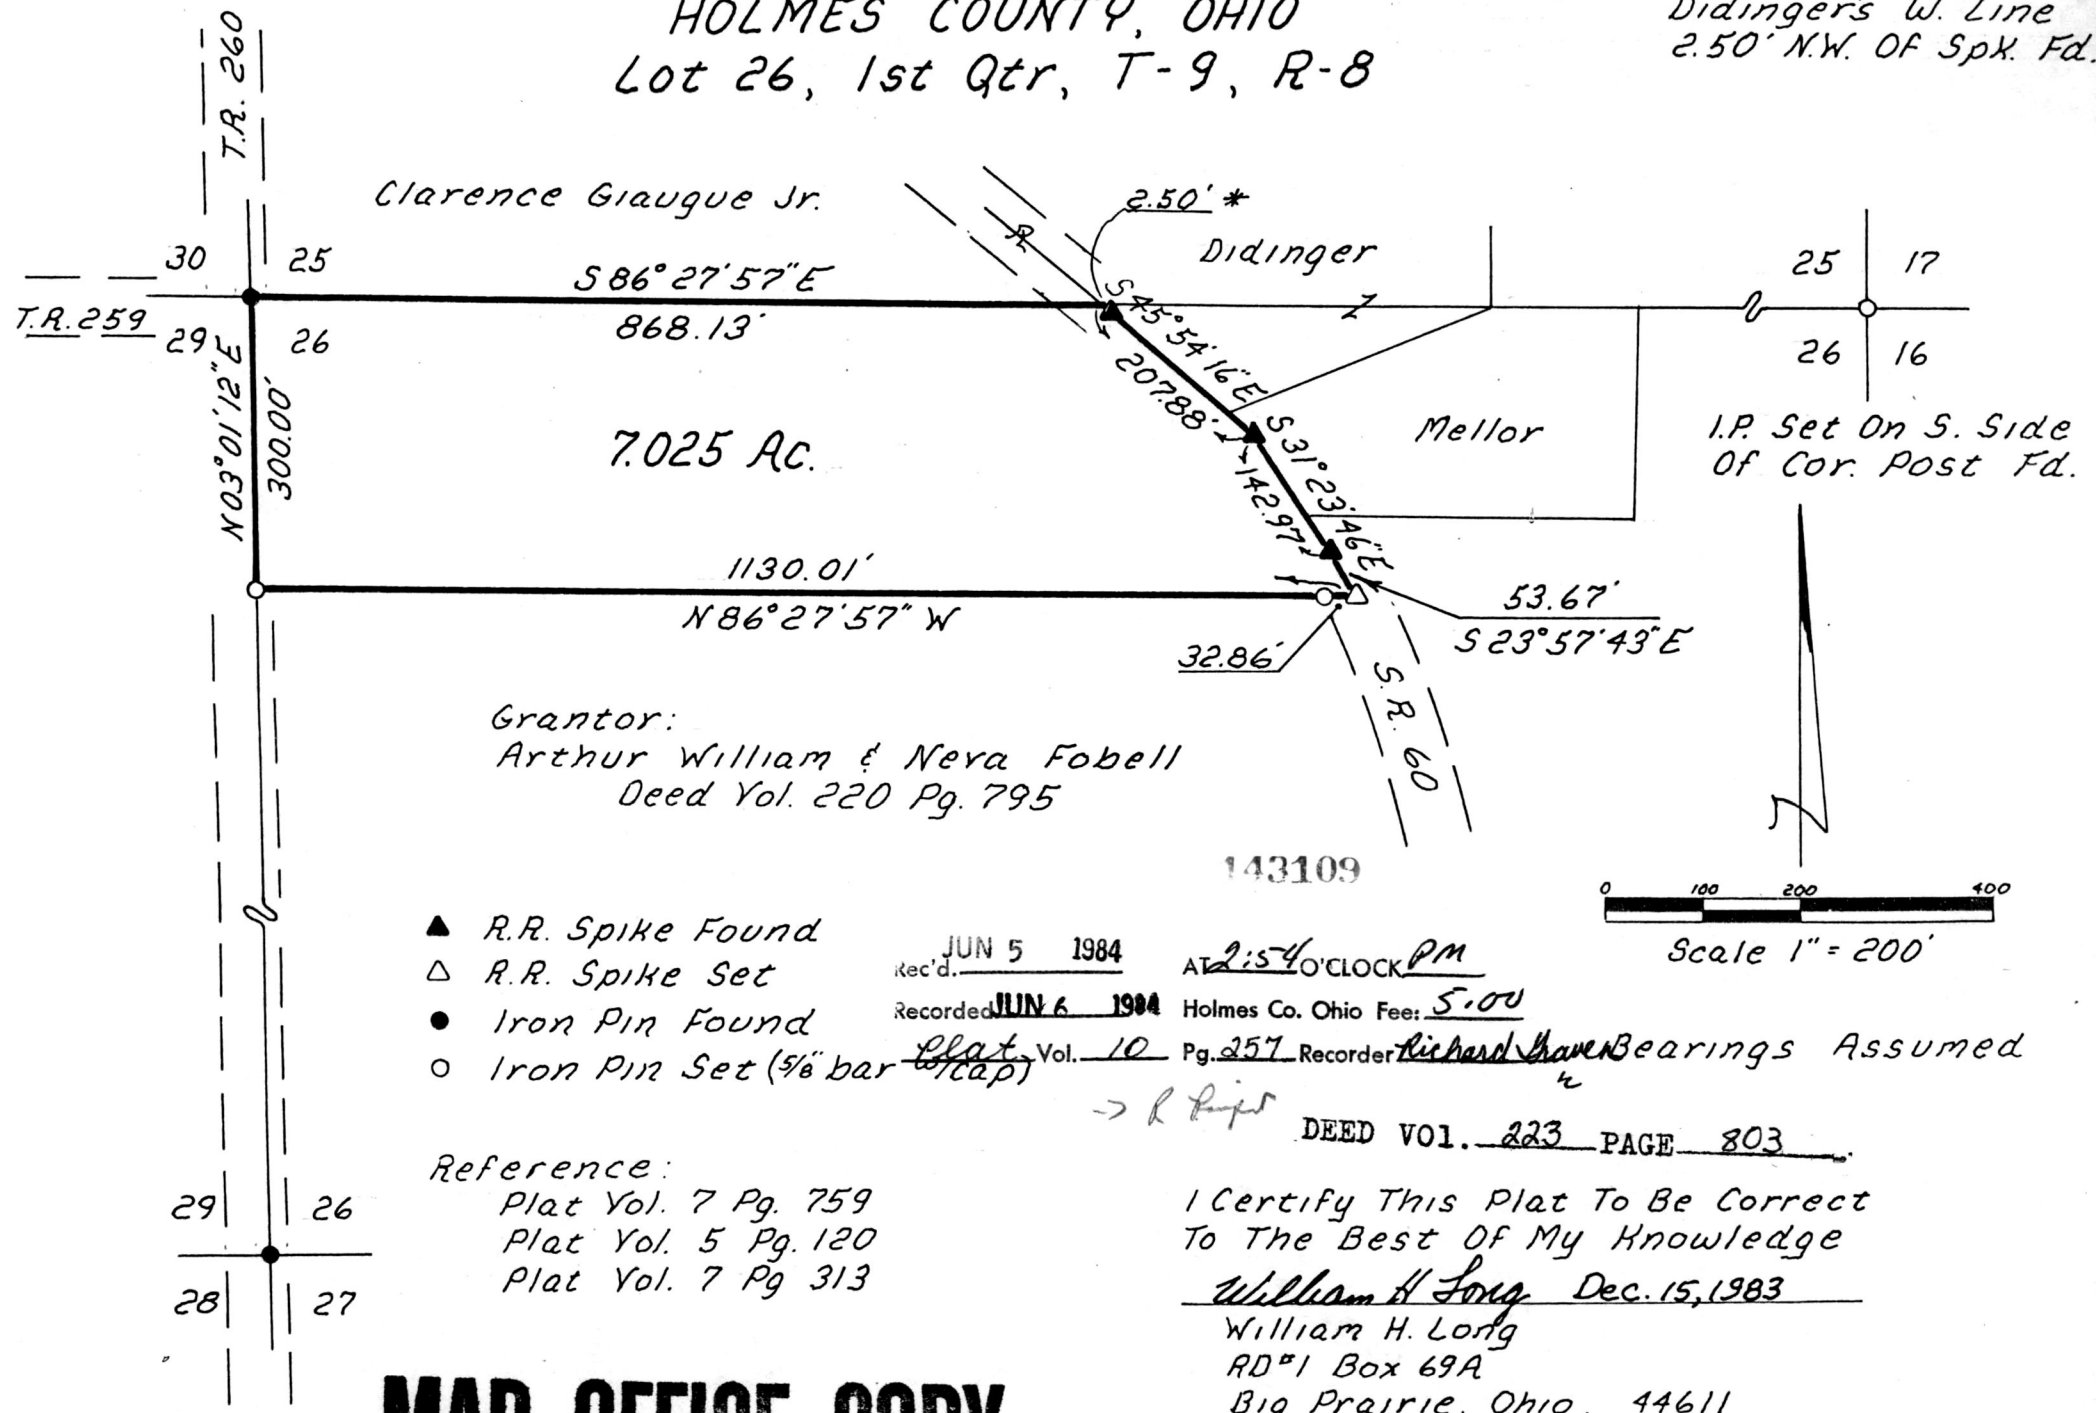 HOLMES COUNTY, OHIO
Lot 26, 1st Qtr, T-9, R-8
Didingers W. Line
2.50' N.W. Of Spk. Fd.
T.R. 260
Clarence Giaugue Jr.
2.50' *
Didinger
30 25
25 17
S 86° 27' 57" E
868.13'
T.R. 259
29 26
26 16
N 03° 01' 12" E
300.00'
S 45° 54' 16" E
207.88'
7.025 Ac.
Mellor
S 31° 23' 46" E
142.97'
I.P. Set On S. Side
Of Cor. Post Fd.
1130.01'
N 86° 27' 57" W
53.67'
S 23° 57' 43" E
32.86'
S.R. 60
Grantor:
Arthur William & Neva Fobell
Deed Vol. 220 Pg. 795
143109
0 100 200 400
Scale 1" = 200'
▲ R.R. Spike Found
△ R.R. Spike Set
● Iron Pin Found
○ Iron Pin Set (5/8" bar w/cap)
Rec'd. JUN 5 1984 AT 2:54 O'CLOCK PM
Recorded JUN 6 1984 Holmes Co. Ohio Fee: 5.00
Plat Vol. 10 Pg. 257 Recorder Richard Graven
Bearings Assumed
DEED VOl. 223 PAGE 803
Reference:
Plat Vol. 7 Pg. 759
Plat Vol. 5 Pg. 120
Plat Vol. 7 Pg 313
29 26
28 27
I Certify This Plat To Be Correct
To The Best Of My Knowledge
William H Long Dec. 15, 1983
William H. Long
RD #1 Box 69A
Big Prairie, Ohio, 44611
MAP OFFICE COPY